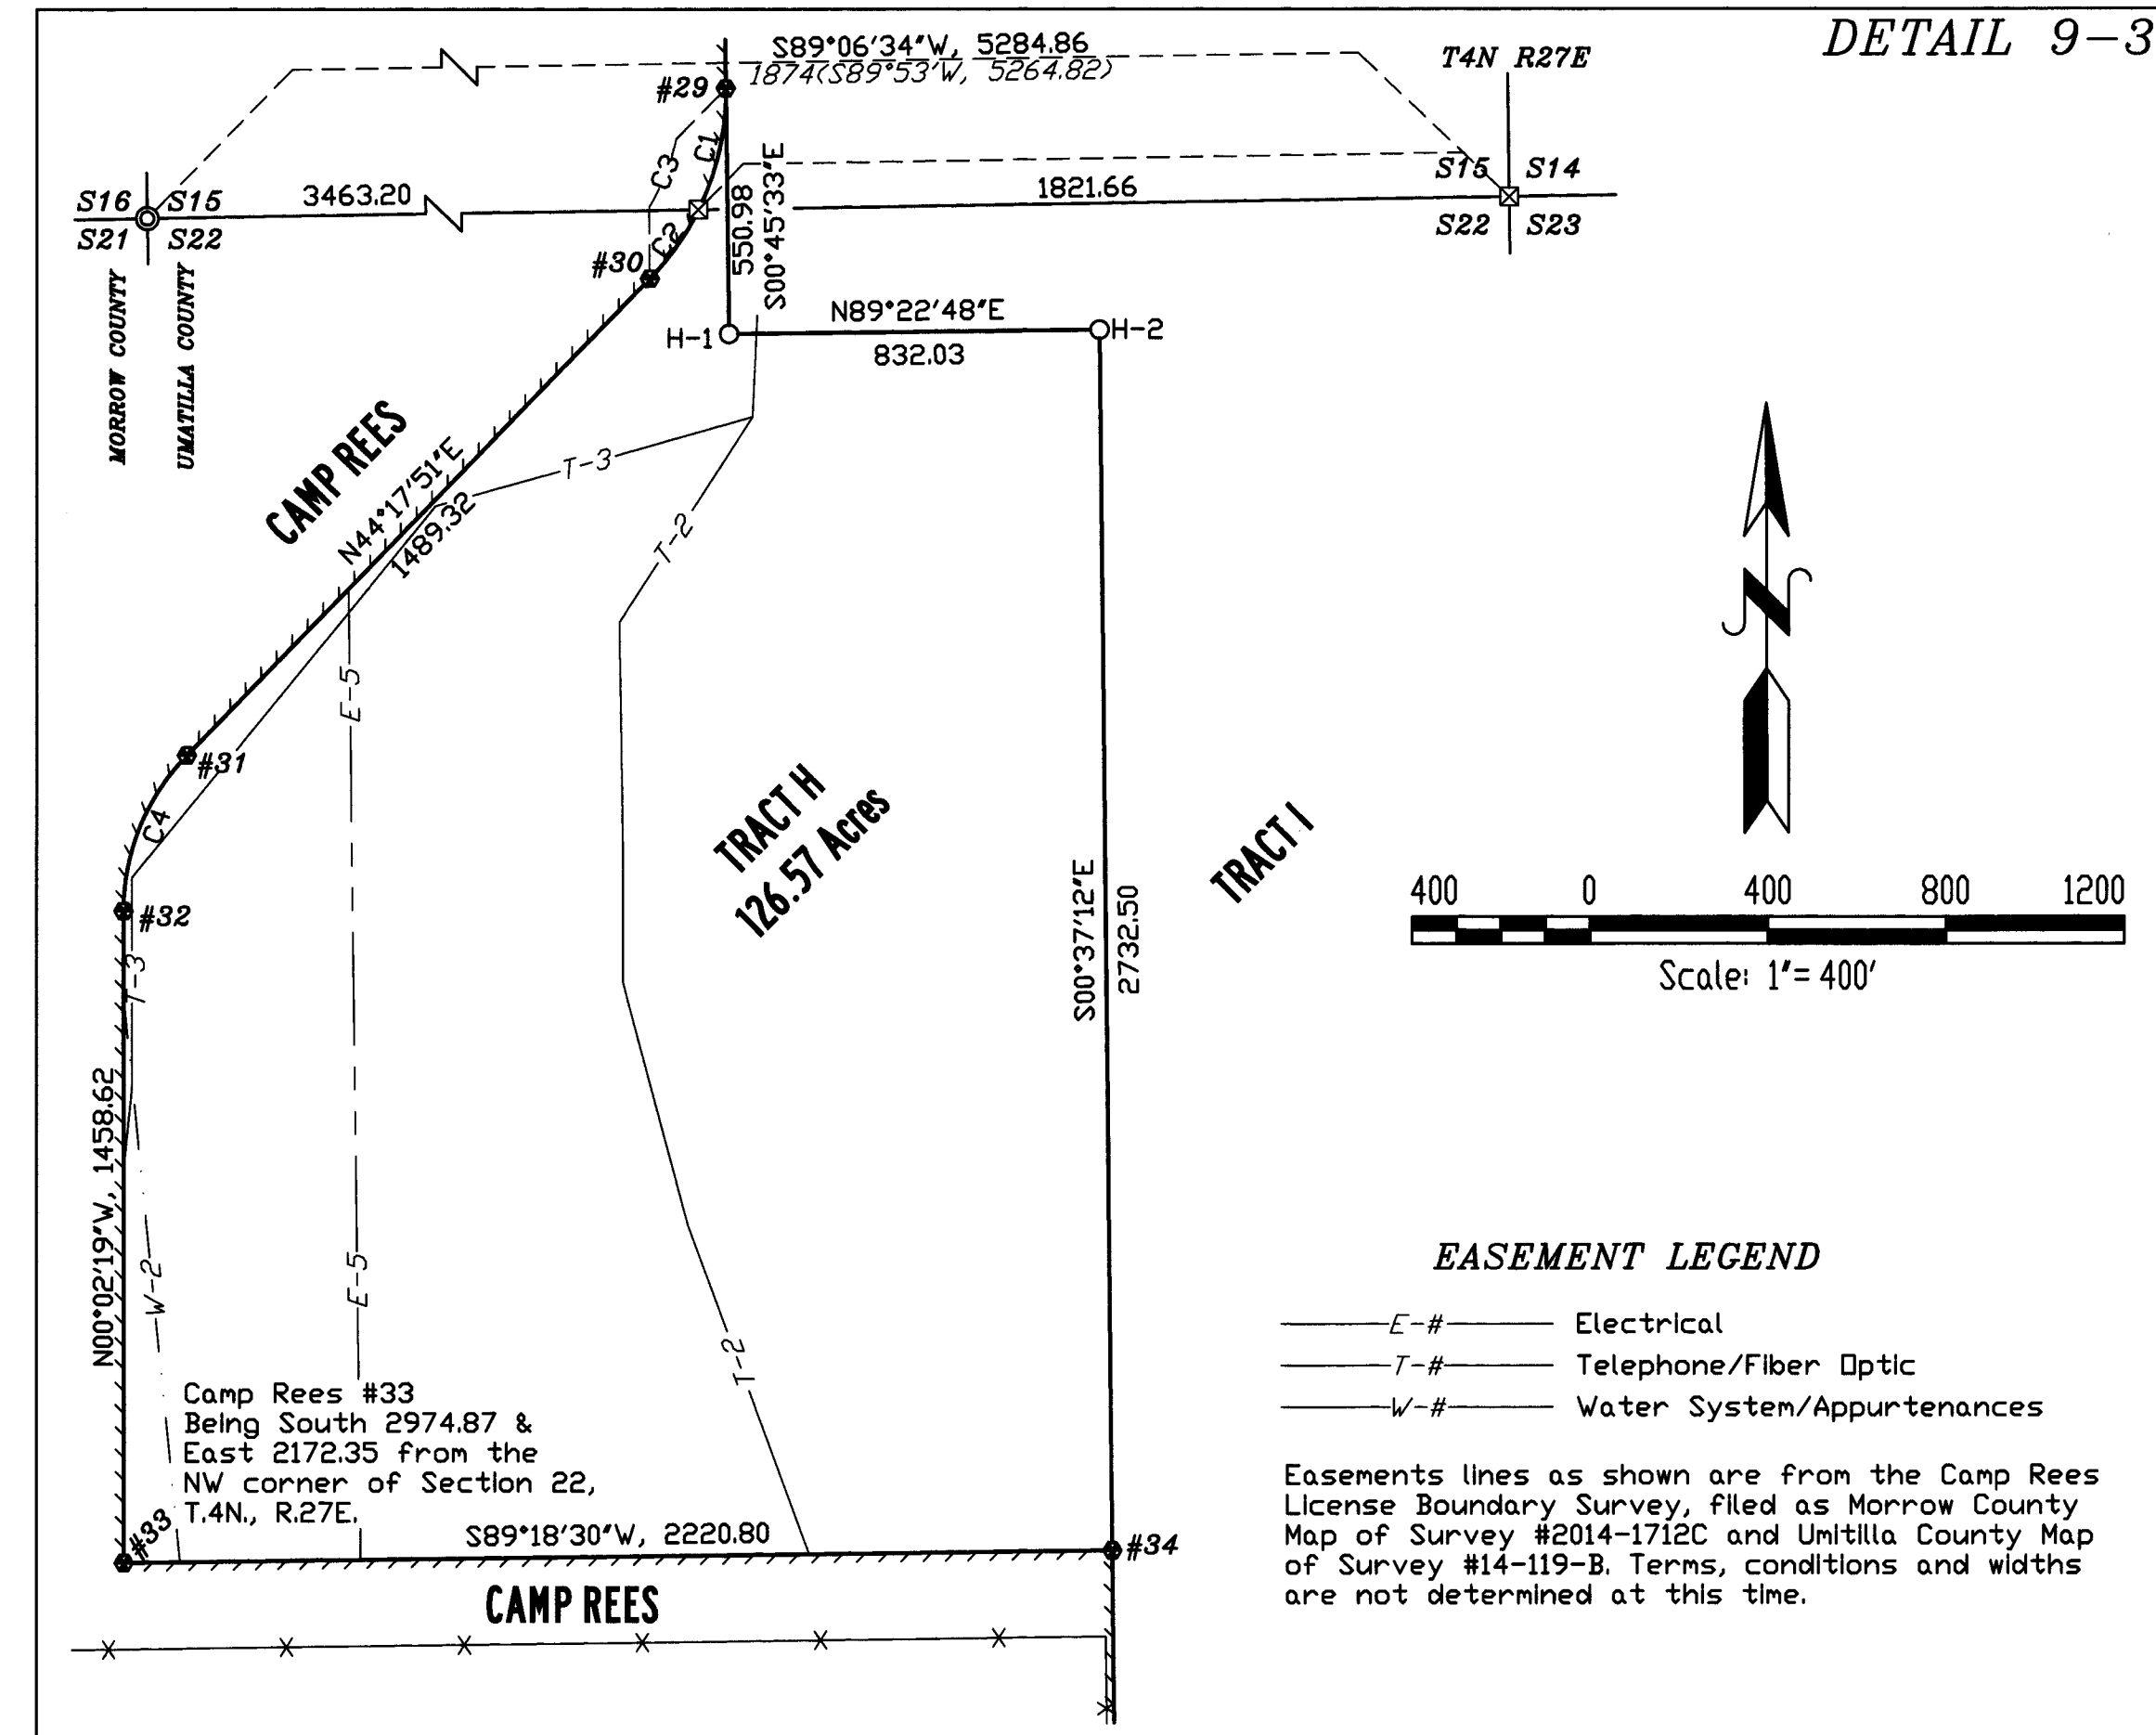 DETAIL 9-3
S89°06'34"W, 5284.86
1874(S89°53'W, 5264.82)
T4N R27E
#29
C1
C3
S16 S15
S21 S22
3463.20
1821.66
S15 S14
S22 S23
C2
#30
550.98
S00°45'33"E
MORROW COUNTY
UMATILLA COUNTY
N89°22'48"E
832.03
H-1
H-2
CAMP REES
N44°17'51"E
1489.32
T-3
T-2
E-5
#31
C4
#32
TRACT H
126.57 Acres
TRACT I
S00°37'12"E
2732.50
N
400 0 400 800 1200
Scale: 1"= 400'
T-3
N00°02'19"W, 1458.62
W-2
E-5
T-2
EASEMENT LEGEND
E-# Electrical
T-# Telephone/Fiber Optic
W-# Water System/Appurtenances
Camp Rees #33
Being South 2974.87 &
East 2172.35 from the
NW corner of Section 22,
T.4N., R.27E.
#33
S89°18'30"W, 2220.80
#34
CAMP REES
Easements lines as shown are from the Camp Rees
License Boundary Survey, filed as Morrow County
Map of Survey #2014-1712C and Umitilla County Map
of Survey #14-119-B. Terms, conditions and widths
are not determined at this time.